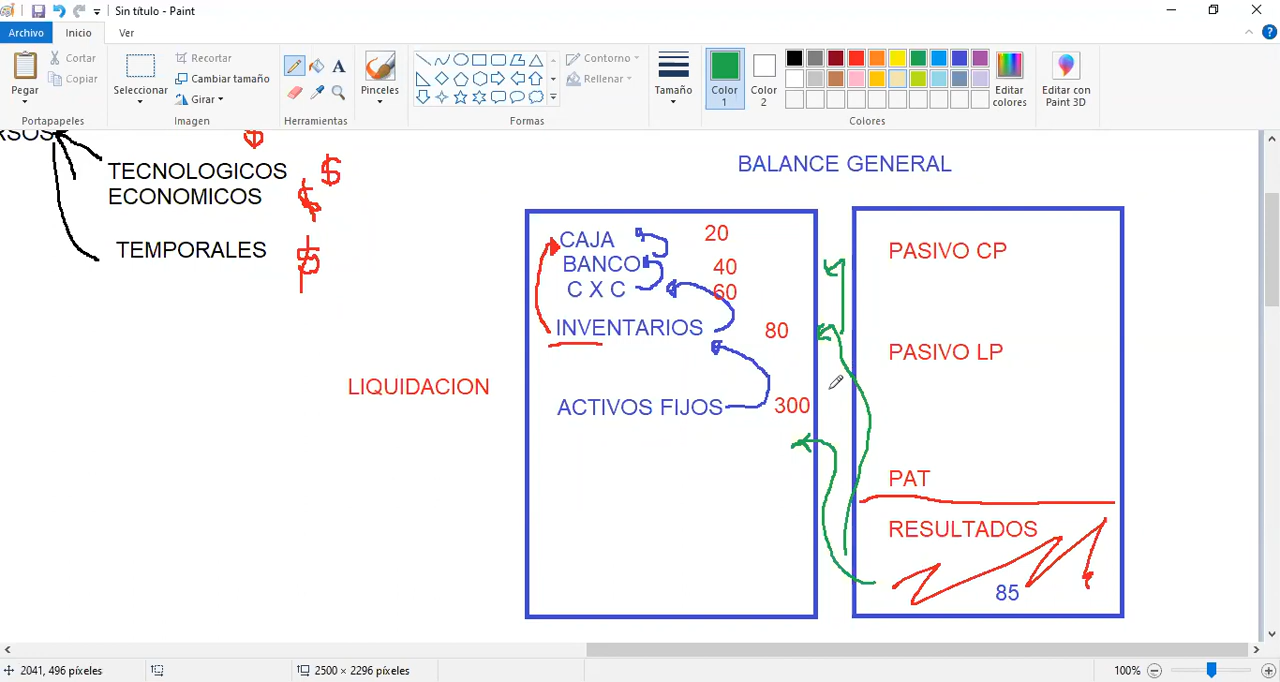 Sin título - Paint
Archivo Inicio Ver
Pegar
Cortar
Copiar
Portapapeles
Seleccionar
Recortar
Cambiar tamaño
Girar
Imagen
A
Herramientas
Pinceles
Contorno
Rellenar
Formas
Tamaño
Color 1
Color 2
Editar colores
Colores
Editar con Paint 3D
RSOS $
TECNOLOGICOS $
ECONOMICOS $
TEMPORALES $
LIQUIDACION
BALANCE GENERAL
CAJA 20
BANCO 40
C X C 60
INVENTARIOS 80
ACTIVOS FIJOS 300
PASIVO CP
PASIVO LP
PAT
RESULTADOS
85
2041, 496 píxeles
2500 × 2296 píxeles
100%